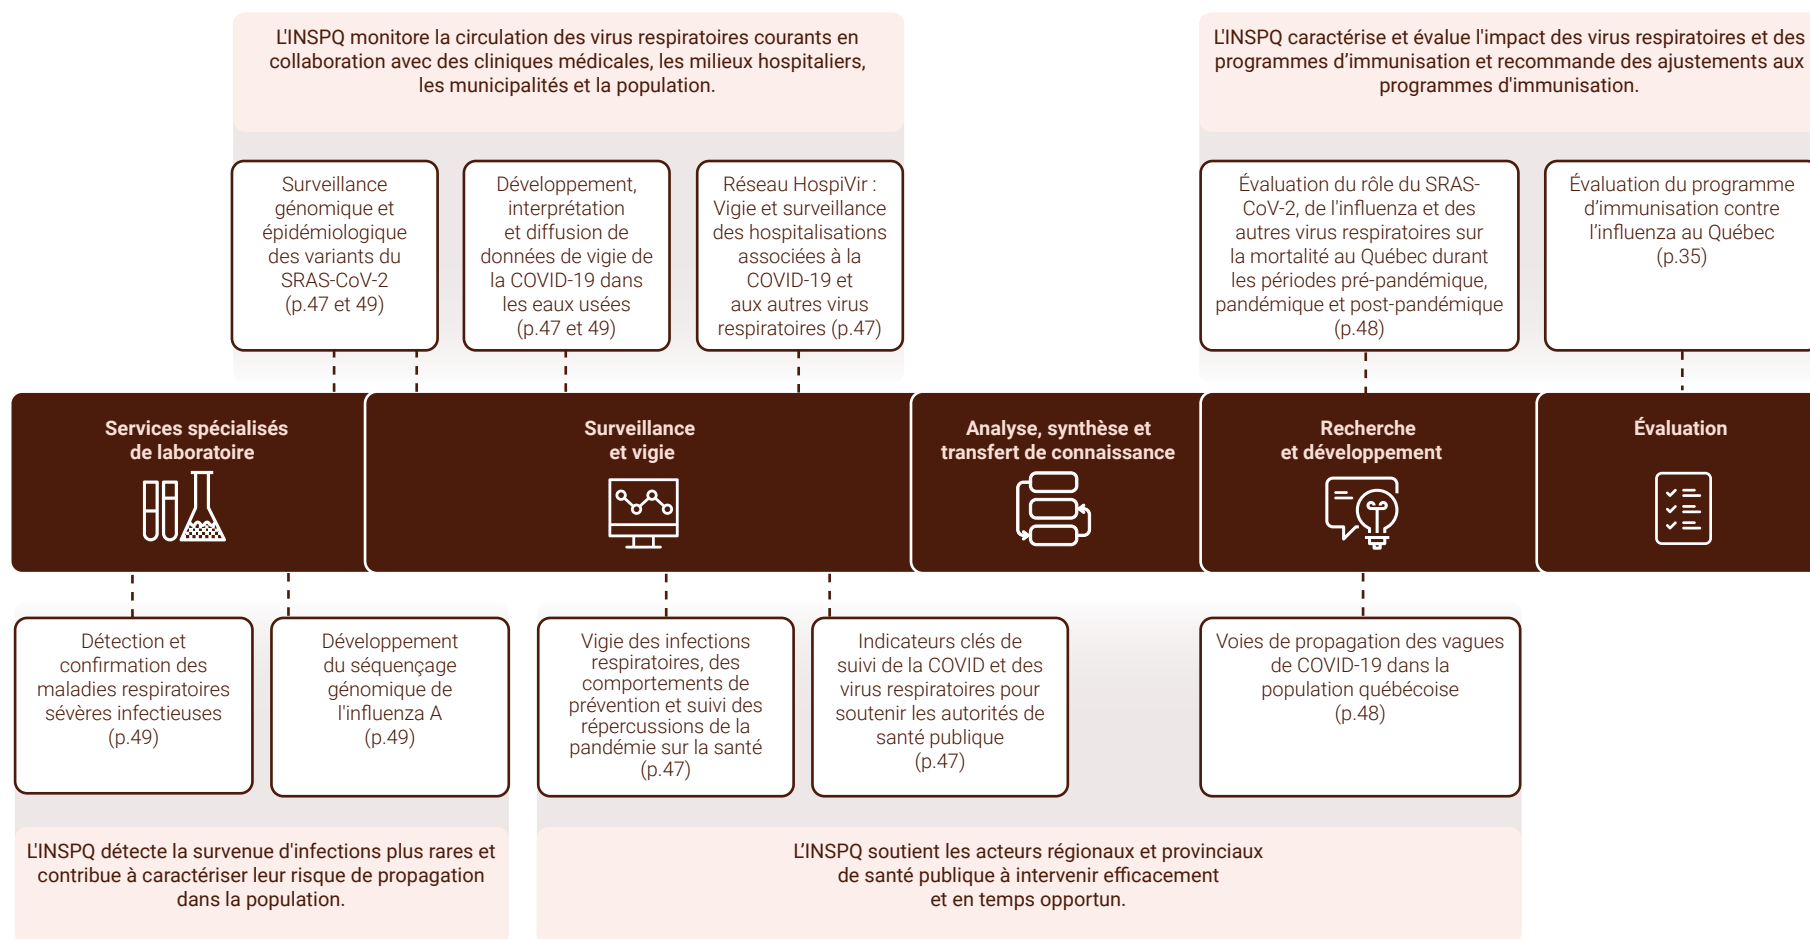 L'INSPQ monitore la circulation des virus respiratoires courants en
collaboration avec des cliniques médicales, les milieux hospitaliers,
les municipalités et la population.
L'INSPQ caractérise et évalue l'impact des virus respiratoires et des
programmes d'immunisation et recommande des ajustements aux
programmes d'immunisation.
Surveillance
génomique et
épidémiologique
des variants du
SRAS-CoV-2
(p.47 et 49)
Développement,
interprétation
et diffusion de
données de vigie de
la COVID-19 dans
les eaux usées
(p.47 et 49)
Réseau HospiVir :
Vigie et surveillance
des hospitalisations
associées à la
COVID-19 et
aux autres virus
respiratoires (p.47)
Évaluation du rôle du SRAS-
CoV-2, de l'influenza et des
autres virus respiratoires sur
la mortalité au Québec durant
les périodes pré-pandémique,
pandémique et post-pandémique
(p.48)
Évaluation du programme
d'immunisation contre
l'influenza au Québec
(p.35)
Services spécialisés
de laboratoire
Surveillance
et vigie
Analyse, synthèse et
transfert de connaissance
Recherche
et développement
Évaluation
Détection et
confirmation des
maladies respiratoires
sévères infectieuses
(p.49)
Développement
du séquençage
génomique de
l'influenza A
(p.49)
Vigie des infections
respiratoires, des
comportements de
prévention et suivi des
répercussions de la
pandémie sur la santé
(p.47)
Indicateurs clés de
suivi de la COVID et des
virus respiratoires pour
soutenir les autorités de
santé publique
(p.47)
Voies de propagation des vagues
de COVID-19 dans la
population québécoise
(p.48)
L'INSPQ détecte la survenue d'infections plus rares et
contribue à caractériser leur risque de propagation
dans la population.
L'INSPQ soutient les acteurs régionaux et provinciaux
de santé publique à intervenir efficacement
et en temps opportun.